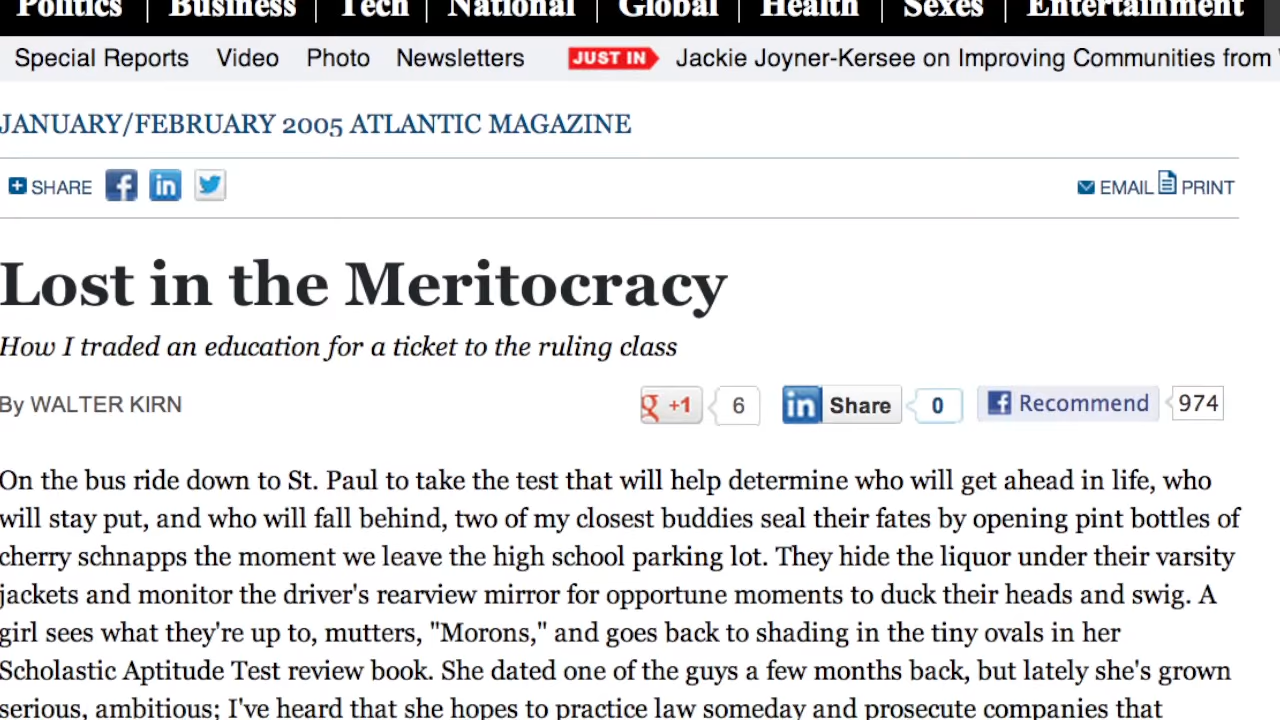 Politics Business Tech National Global Health Sexes Entertainment
Special Reports Video Photo Newsletters JUST IN Jackie Joyner-Kersee on Improving Communities from
JANUARY/FEBRUARY 2005 ATLANTIC MAGAZINE
SHARE f in EMAIL PRINT
Lost in the Meritocracy
How I traded an education for a ticket to the ruling class
By WALTER KIRN g +1 6 in Share 0 f Recommend 974
On the bus ride down to St. Paul to take the test that will help determine who will get ahead in life, who
will stay put, and who will fall behind, two of my closest buddies seal their fates by opening pint bottles of
cherry schnapps the moment we leave the high school parking lot. They hide the liquor under their varsity
jackets and monitor the driver's rearview mirror for opportune moments to duck their heads and swig. A
girl sees what they're up to, mutters, "Morons," and goes back to shading in the tiny ovals in her
Scholastic Aptitude Test review book. She dated one of the guys a few months back, but lately she's grown
serious, ambitious; I've heard that she hopes to practice law someday and prosecute companies that